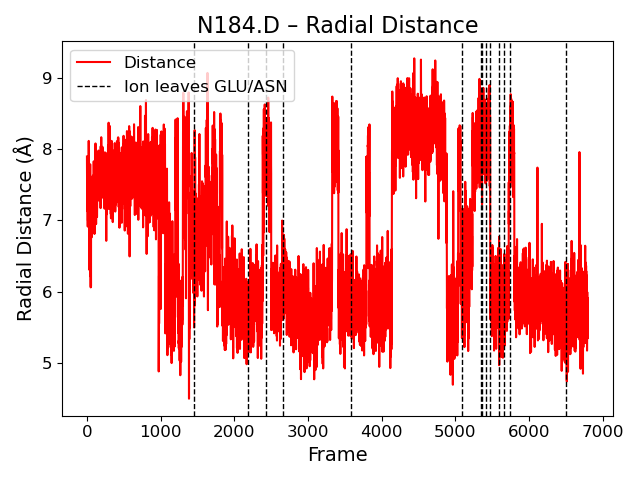 N184.D – Radial Distance
Distance
Ion leaves GLU/ASN
Radial Distance (Å)
9
8
7
6
5
0 1000 2000 3000 4000 5000 6000 7000
Frame